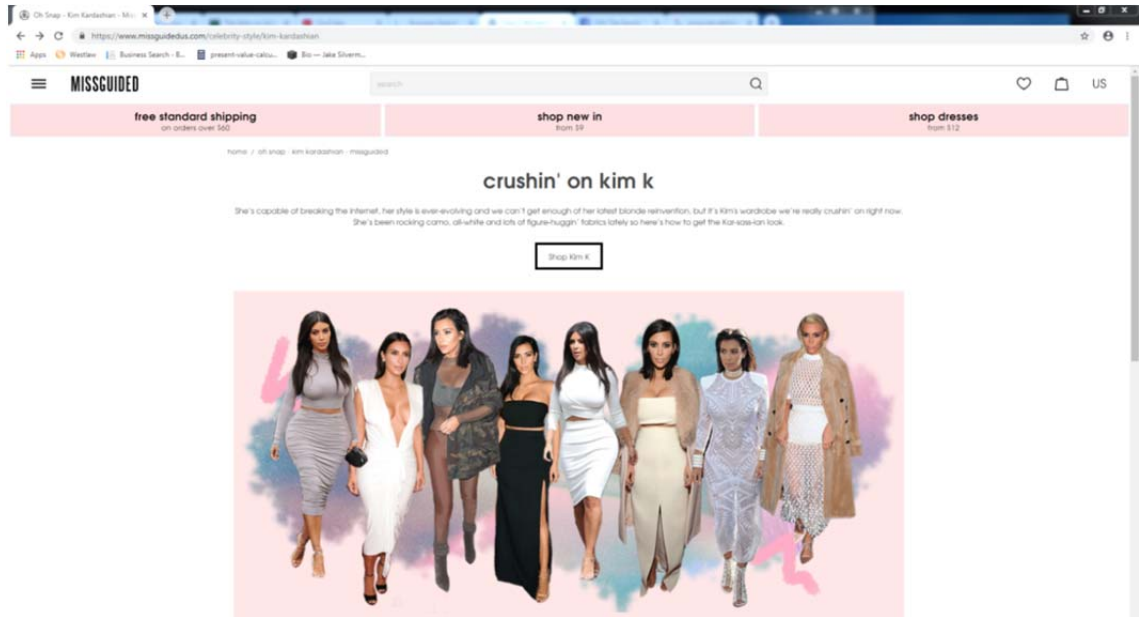 Oh Snap - Kim Kardashian - Mis
https://www.missguidedus.com/celebrity-style/kim-kardashian
Apps Westlaw Business Search - B... present-value-calcu... Bio — Jake Silverm...
MISSGUIDED search US
free standard shipping shop new in shop dresses
on orders over $60 from $9 from $12
home / oh snap - kim kardashian - missguided
crushin' on kim k
She's capable of breaking the internet, her style is ever-evolving and we can't get enough of her latest blonde reinvention, but it's Kim's wardrobe we're really crushin' on right now.
She's been rocking camo, all-white and lots of figure-huggin' fabrics lately so here's how to get the Kar-sass-ian look.
Shop Kim K